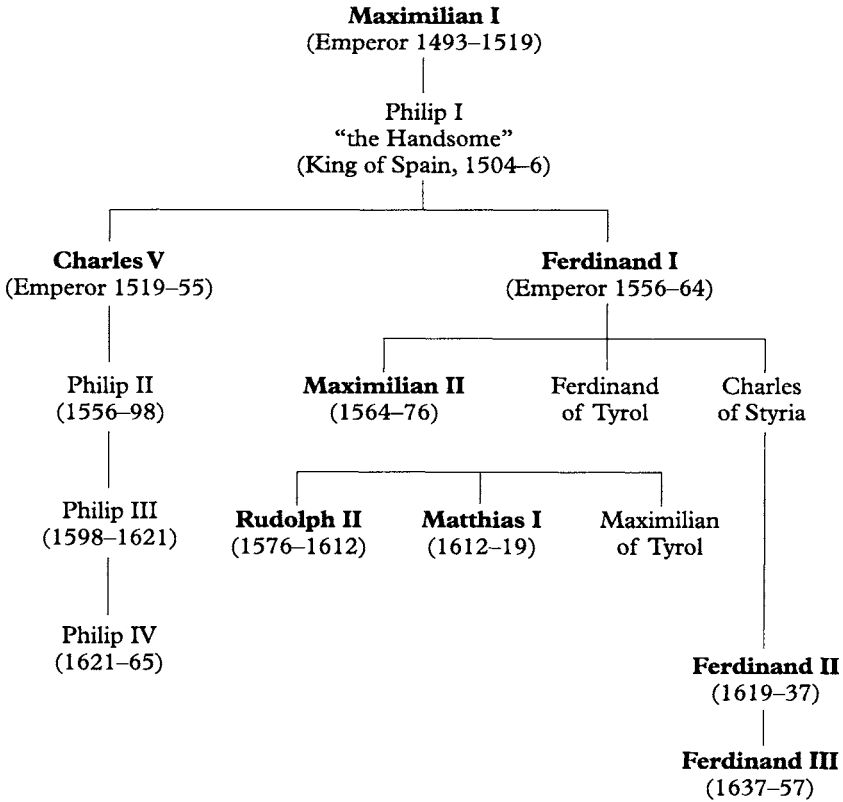 Maximilian I
(Emperor 1493–1519)
Philip I
“the Handsome”
(King of Spain, 1504–6)
Charles V
(Emperor 1519–55)
Ferdinand I
(Emperor 1556–64)
Philip II
(1556–98)
Maximilian II
(1564–76)
Ferdinand
of Tyrol
Charles
of Styria
Philip III
(1598–1621)
Rudolph II
(1576–1612)
Matthias I
(1612–19)
Maximilian
of Tyrol
Philip IV
(1621–65)
Ferdinand II
(1619–37)
Ferdinand III
(1637–57)